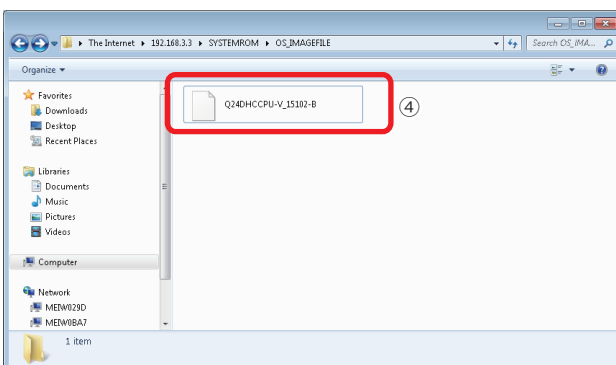 The Internet ▸ 192.168.3.3 ▸ SYSTEMROM ▸ OS_IMAGEFILE
Search OS_IMA...
Organize
Favorites
Downloads
Desktop
Recent Places
Libraries
Documents
Music
Pictures
Videos
Computer
Network
MEIW029D
MEIW0BA7
Q24DHCCPU-V_15102-B
④
1 item